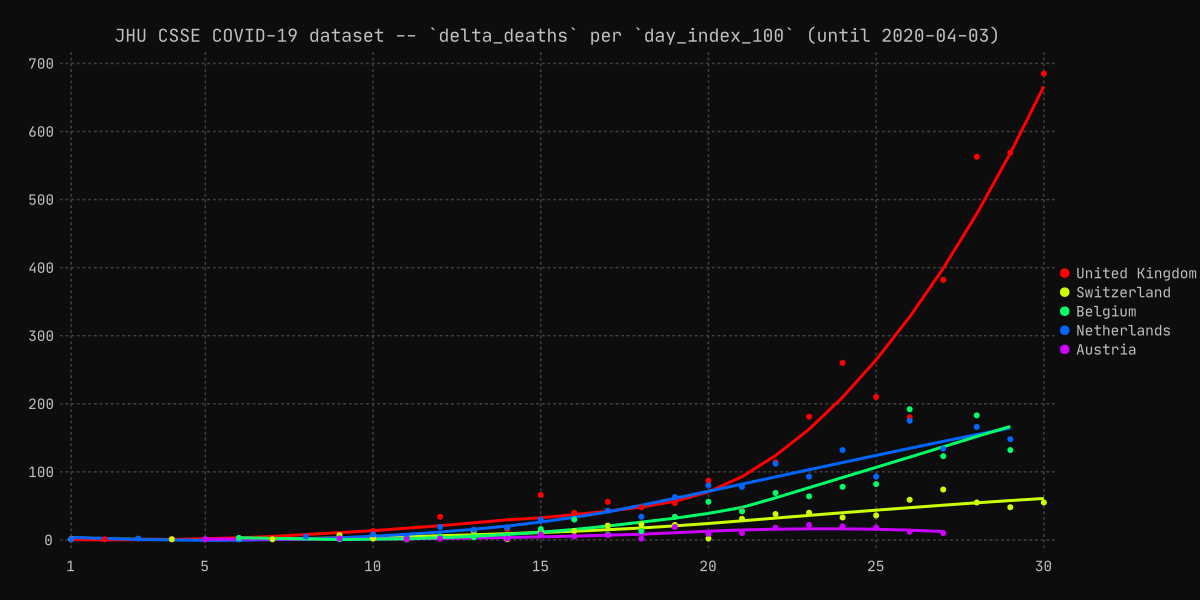 JHU CSSE COVID-19 dataset -- `delta_deaths` per `day_index_100` (until 2020-04-03)
700
600
500
400
300
200
100
0
1 5 10 15 20 25 30
United Kingdom
Switzerland
Belgium
Netherlands
Austria